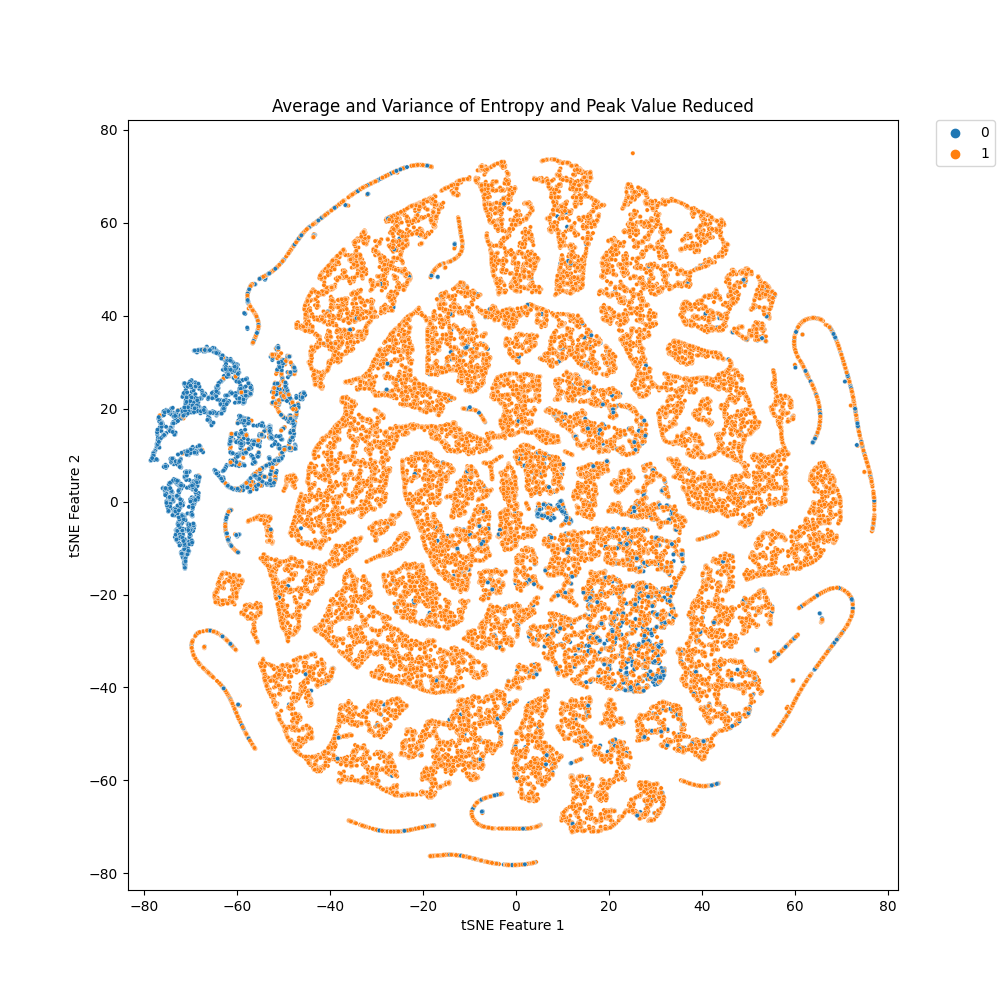 Average and Variance of Entropy and Peak Value Reduced
0
1
80
60
40
20
0
−20
−40
−60
−80
tSNE Feature 2
−80 −60 −40 −20 0 20 40 60 80
tSNE Feature 1